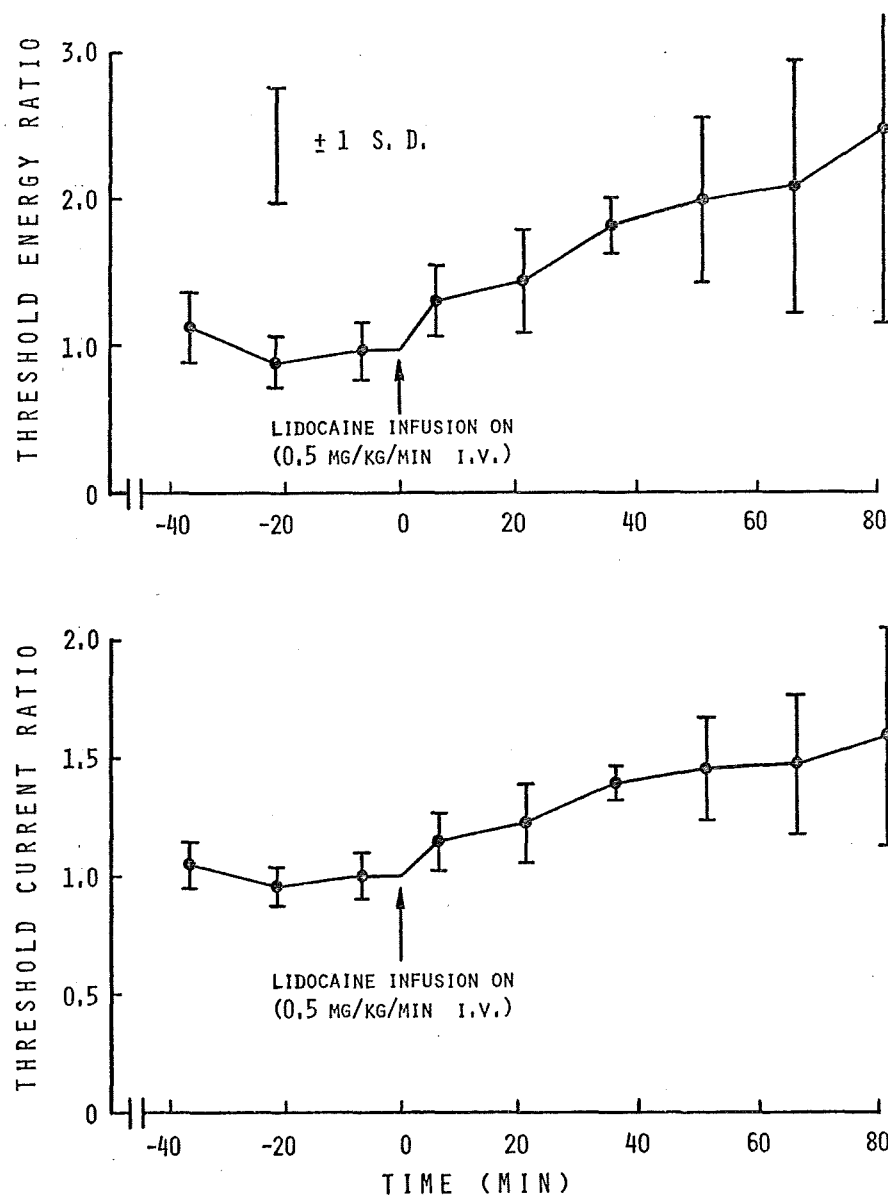 THRESHOLD ENERGY RATIO
3.0
± 1 S.D.
2.0
1.0
LIDOCAINE INFUSION ON
(0.5 MG/KG/MIN I.V.)
0
-40 -20 0 20 40 60 80
THRESHOLD CURRENT RATIO
2.0
1.5
1.0
LIDOCAINE INFUSION ON
0.5
(0.5 MG/KG/MIN I.V.)
0
-40 -20 0 20 40 60 80
TIME (MIN)